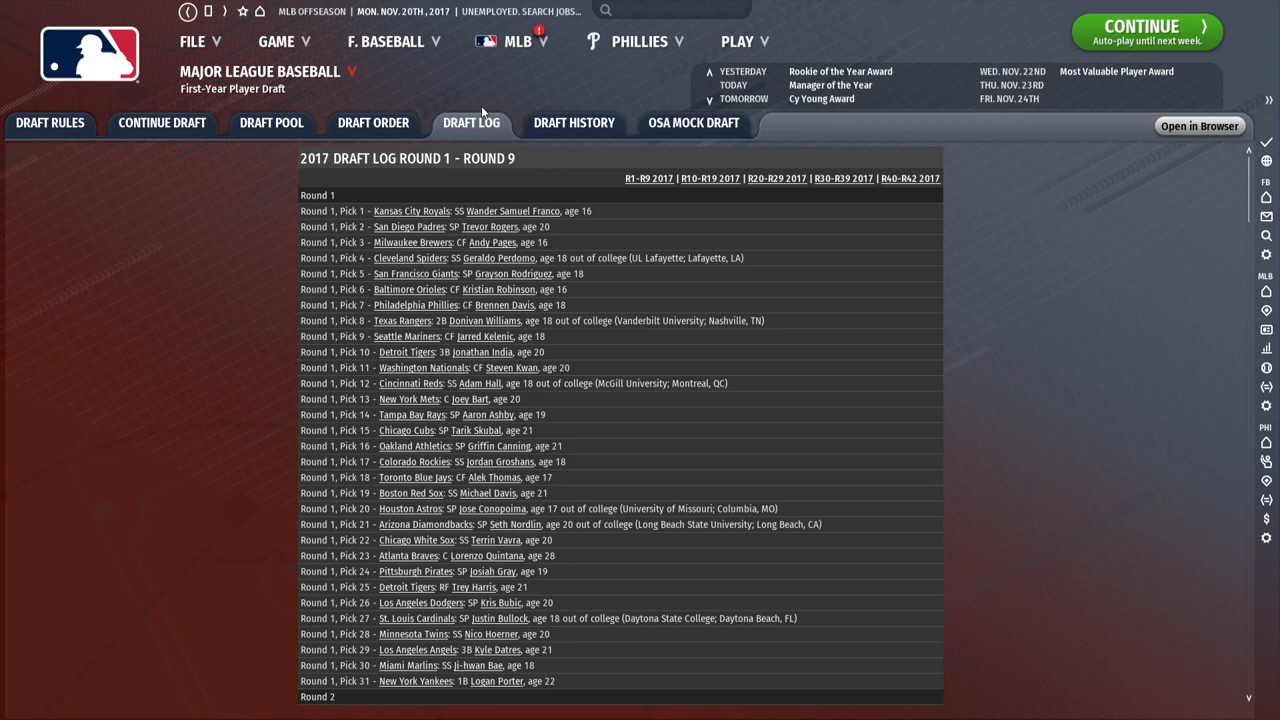 MLB OFFSEASON | MON. NOV. 20TH , 2017 | UNEMPLOYED. SEARCH JOBS...
FILE GAME F. BASEBALL MLB ! PHILLIES PLAY
CONTINUE
Auto-play until next week.
MAJOR LEAGUE BASEBALL
First-Year Player Draft
YESTERDAY Rookie of the Year Award WED. NOV. 22ND Most Valuable Player Award
TODAY Manager of the Year THU. NOV. 23RD
TOMORROW Cy Young Award FRI. NOV. 24TH
DRAFT RULES CONTINUE DRAFT DRAFT POOL DRAFT ORDER DRAFT LOG DRAFT HISTORY OSA MOCK DRAFT Open in Browser
2017 DRAFT LOG ROUND 1 - ROUND 9
R1-R9 2017 | R10-R19 2017 | R20-R29 2017 | R30-R39 2017 | R40-R42 2017
Round 1
Round 1, Pick 1 - Kansas City Royals: SS Wander Samuel Franco, age 16
Round 1, Pick 2 - San Diego Padres: SP Trevor Rogers, age 20
Round 1, Pick 3 - Milwaukee Brewers: CF Andy Pages, age 16
Round 1, Pick 4 - Cleveland Spiders: SS Geraldo Perdomo, age 18 out of college (UL Lafayette; Lafayette, LA)
Round 1, Pick 5 - San Francisco Giants: SP Grayson Rodriguez, age 18
Round 1, Pick 6 - Baltimore Orioles: CF Kristian Robinson, age 16
Round 1, Pick 7 - Philadelphia Phillies: CF Brennen Davis, age 18
Round 1, Pick 8 - Texas Rangers: 2B Donivan Williams, age 18 out of college (Vanderbilt University; Nashville, TN)
Round 1, Pick 9 - Seattle Mariners: CF Jarred Kelenic, age 18
Round 1, Pick 10 - Detroit Tigers: 3B Jonathan India, age 20
Round 1, Pick 11 - Washington Nationals: CF Steven Kwan, age 20
Round 1, Pick 12 - Cincinnati Reds: SS Adam Hall, age 18 out of college (McGill University; Montreal, QC)
Round 1, Pick 13 - New York Mets: C Joey Bart, age 20
Round 1, Pick 14 - Tampa Bay Rays: SP Aaron Ashby, age 19
Round 1, Pick 15 - Chicago Cubs: SP Tarik Skubal, age 21
Round 1, Pick 16 - Oakland Athletics: SP Griffin Canning, age 21
Round 1, Pick 17 - Colorado Rockies: SS Jordan Groshans, age 18
Round 1, Pick 18 - Toronto Blue Jays: CF Alek Thomas, age 17
Round 1, Pick 19 - Boston Red Sox: SS Michael Davis, age 21
Round 1, Pick 20 - Houston Astros: SP Jose Conopoima, age 17 out of college (University of Missouri; Columbia, MO)
Round 1, Pick 21 - Arizona Diamondbacks: SP Seth Nordlin, age 20 out of college (Long Beach State University; Long Beach, CA)
Round 1, Pick 22 - Chicago White Sox: SS Terrin Vavra, age 20
Round 1, Pick 23 - Atlanta Braves: C Lorenzo Quintana, age 28
Round 1, Pick 24 - Pittsburgh Pirates: SP Josiah Gray, age 19
Round 1, Pick 25 - Detroit Tigers: RF Trey Harris, age 21
Round 1, Pick 26 - Los Angeles Dodgers: SP Kris Bubic, age 20
Round 1, Pick 27 - St. Louis Cardinals: SP Justin Bullock, age 18 out of college (Daytona State College; Daytona Beach, FL)
Round 1, Pick 28 - Minnesota Twins: SS Nico Hoerner, age 20
Round 1, Pick 29 - Los Angeles Angels: 3B Kyle Datres, age 21
Round 1, Pick 30 - Miami Marlins: SS Ji-hwan Bae, age 18
Round 1, Pick 31 - New York Yankees: 1B Logan Porter, age 22
Round 2
FB
MLB
PHI